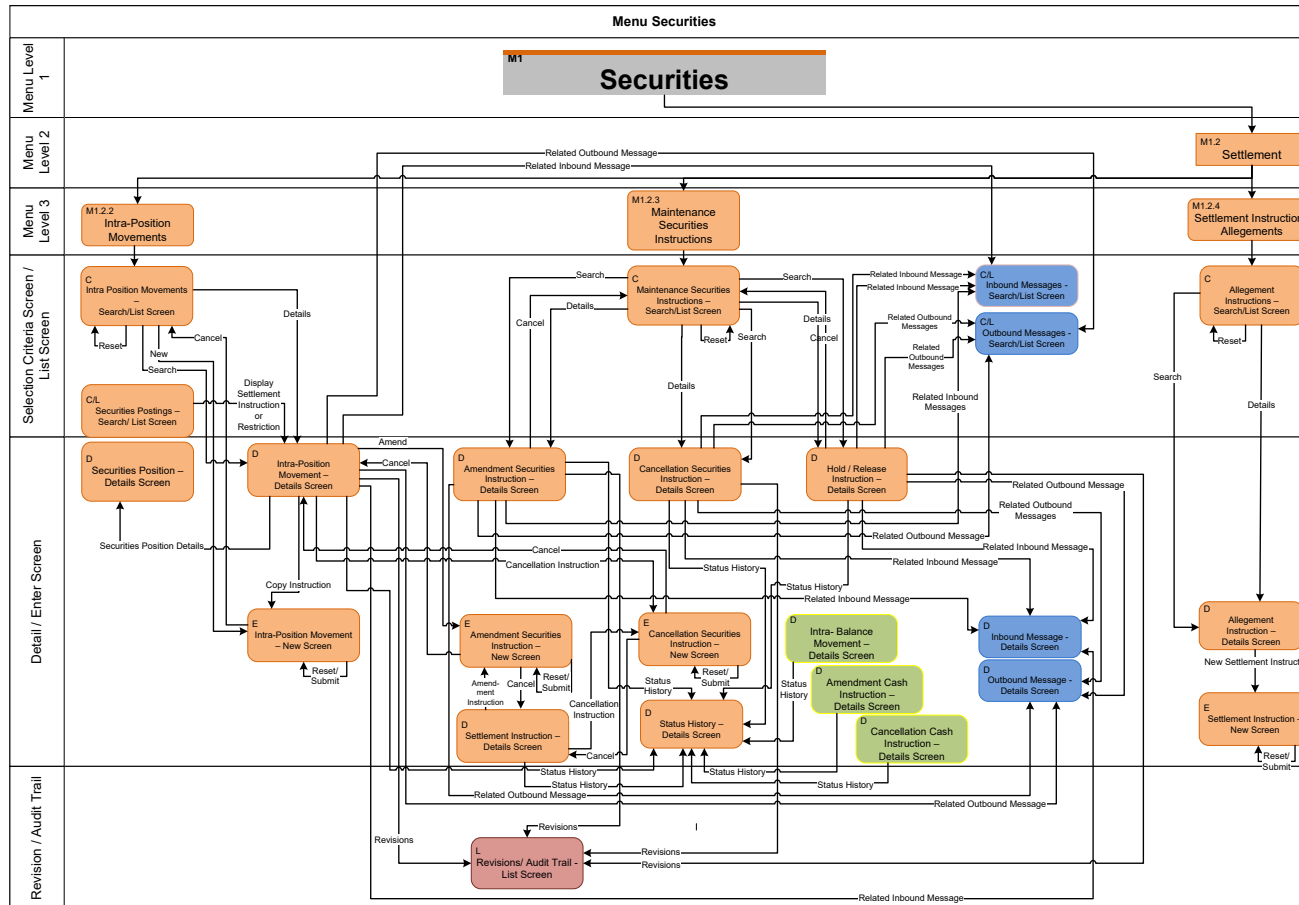 Menu Securities
Menu Level
1
M1
Securities
Menu
Level 2
M1.2
Settlement
Related Outbound Message
Related Inbound Message
Menu
Level 3
M1.2.2
Intra-Position
Movements
M1.2.3
Maintenance
Securities
Instructions
M1.2.4
Settlement Instruction
Allegements
Selection Criteria Screen /
List Screen
C
Intra Position Movements
–
Search/List Screen
Details
Reset
New
Cancel
Search
C/L
Securities Postings –
Search/ List Screen
Display
Settlement
Instruction
or
Restriction
Search
Details
Cancel
C
Maintenance Securities
Instructions –
Search/List Screen
Reset
Search
Details
Search
Details
Cancel
Related Inbound Message
Related Inbound Message
Related Outbound
Messages
Related
Outbound
Messages
Related Inbound
Messages
C/L
Inbound Messages -
Search/List Screen
C/L
Outbound Messages -
Search/List Screen
C
Allegement
Instructions –
Search/List Screen
Reset
Search
Details
Detail / Enter Screen
D
Securities Position –
Details Screen
D
Intra-Position
Movement –
Details Screen
Amend
Cancel
D
Amendment Securities
Instruction –
Details Screen
D
Cancellation Securities
Instruction –
Details Screen
D
Hold / Release
Instruction –
Details Screen
Related Inbound Message
Related Outbound Message
Related Outbound
Messages
Related Outbound Message
Securities Position Details
Cancel
Cancellation Instruction
Related Inbound Message
Related Inbound Message
Status History
Status History
Copy Instruction
Related Inbound Message
E
Intra-Position Movement
– New Screen
Reset/
Submit
E
Amendment Securities
Instruction –
New Screen
Reset/
Submit
Cancel
Amend-
ment
Instruction
Cancellation
Instruction
E
Cancellation Securities
Instruction –
New Screen
Reset/
Submit
Status
History
Status
History
D
Intra- Balance
Movement –
Details Screen
D
Amendment Cash
Instruction –
Details Screen
D
Cancellation Cash
Instruction –
Details Screen
D
Inbound Message -
Details Screen
D
Outbound Message -
Details Screen
D
Allegement
Instruction –
Details Screen
New Settlement Instruct
E
Settlement Instruction –
New Screen
Reset/
Submit
D
Settlement Instruction –
Details Screen
Cancel
D
Status History –
Details Screen
Status History
Status History
Status History
Status History
Revision / Audit Trail
Related Outbound Message
Related Outbound Message
Revisions
Revisions
Revisions
Revisions
L
Revisions/ Audit Trail -
List Screen
Related Inbound Message